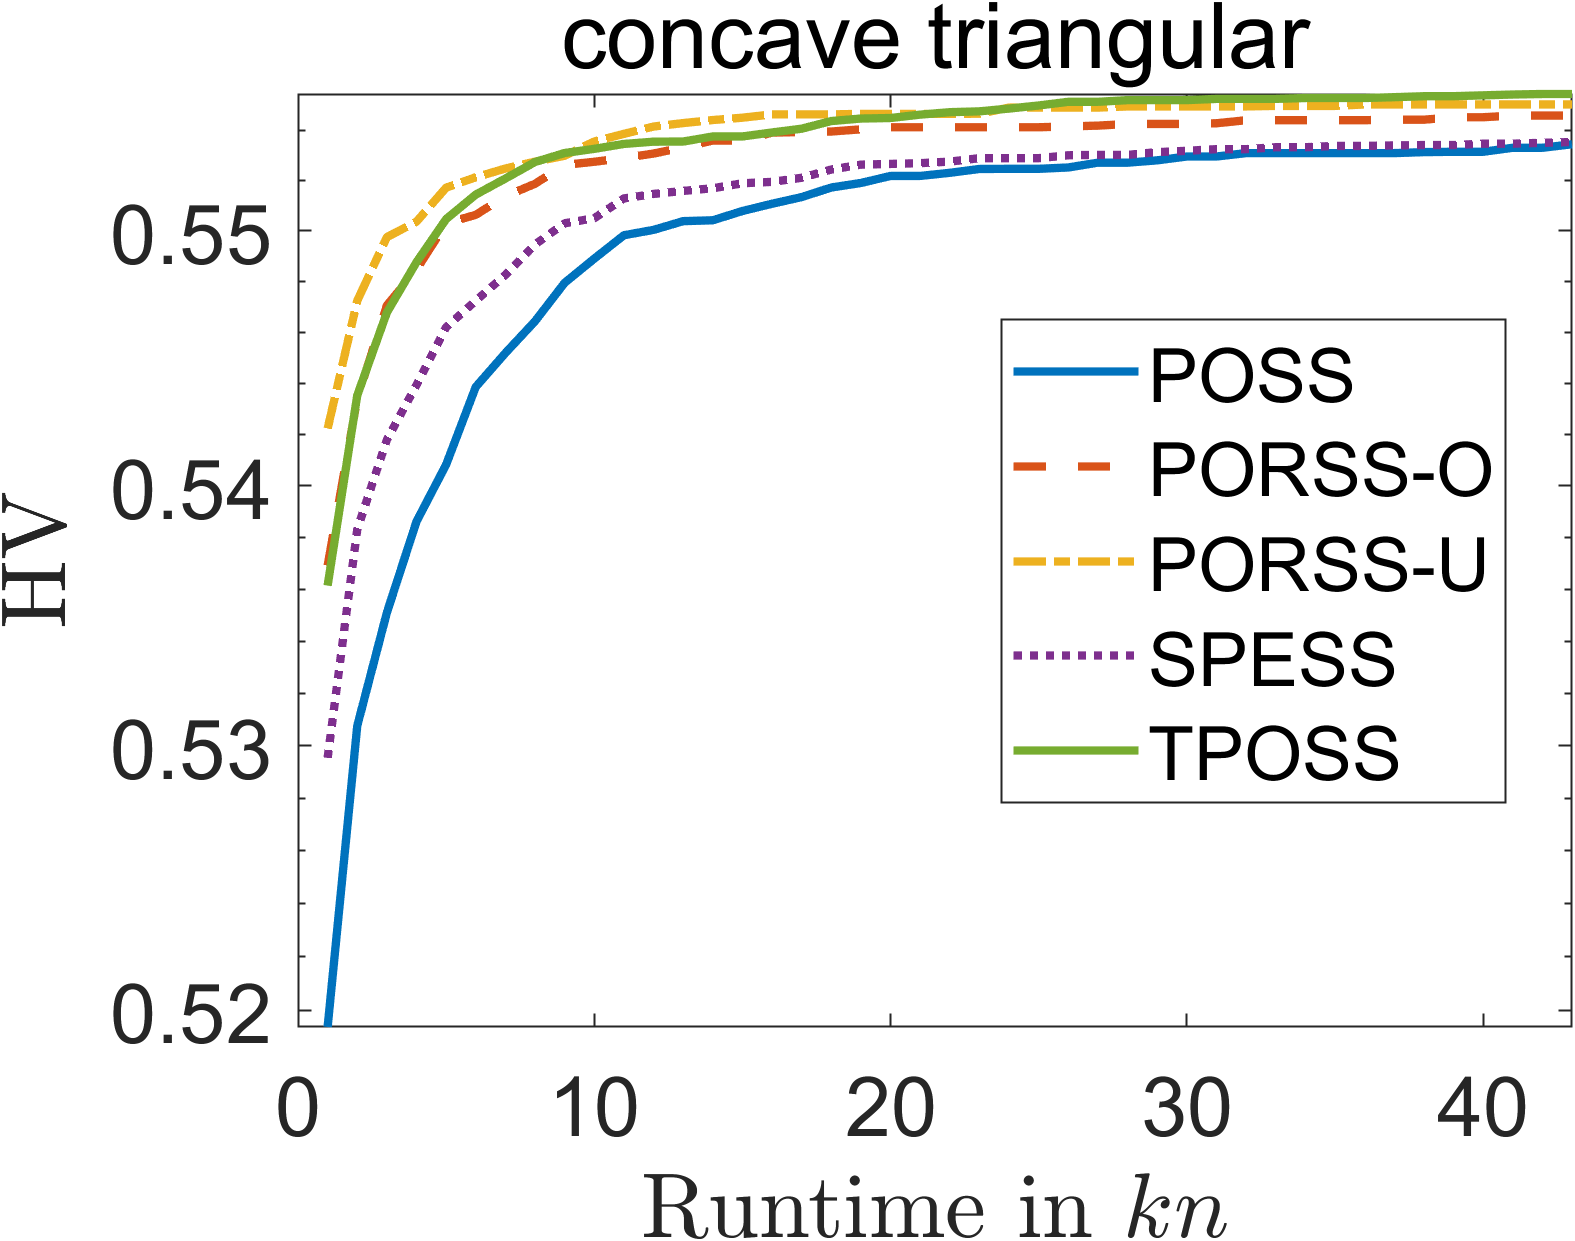 concave triangular
HV
0.55
0.54
0.53
0.52
POSS
PORSS-O
PORSS-U
SPESS
TPOSS
0 10 20 30 40
Runtime in kn